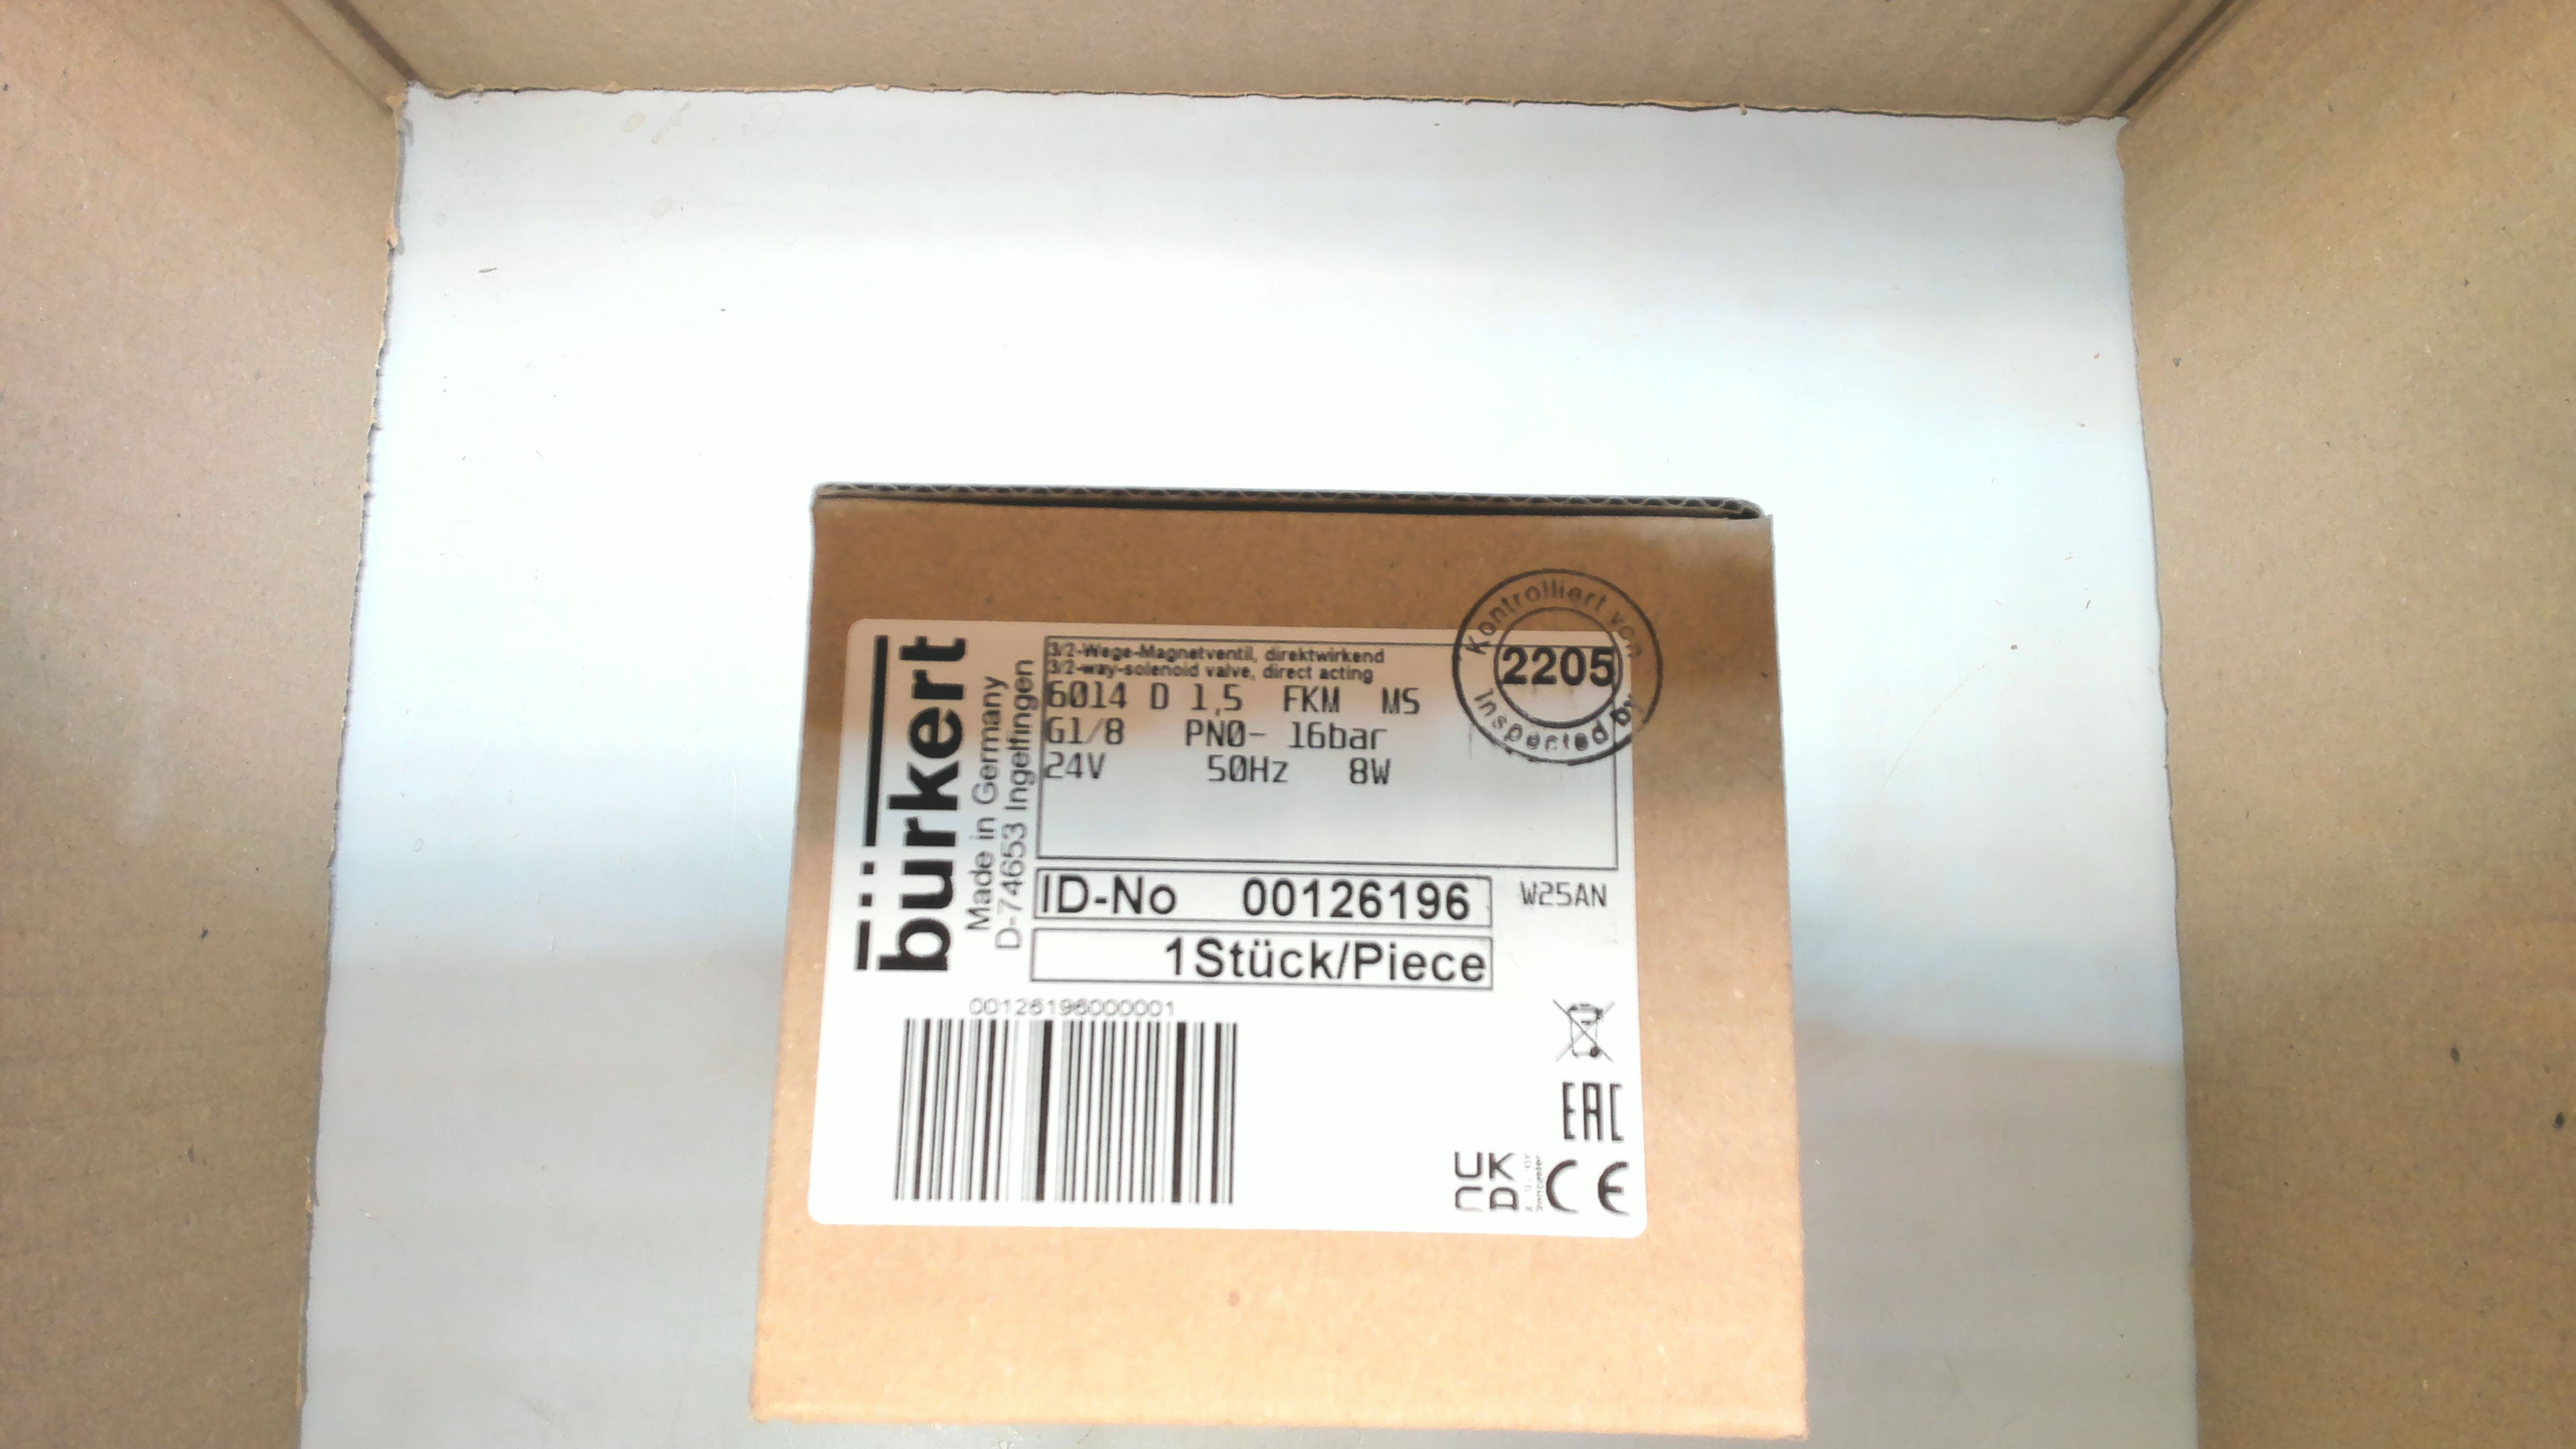 bürkert
Made in Germany
D-74653 Ingelfingen
3/2-Wege-Magnetventil, direktwirkend
3/2-way-solenoid valve, direct acting
6014 D 1,5 FKM MS
G1/8 PN0- 16bar
24V 50Hz 8W
Kontrolliert von
2205
Inspected by
ID-No 00126196
W25AN
1Stück/Piece
00126196000001
EAC
UK
CA
CE